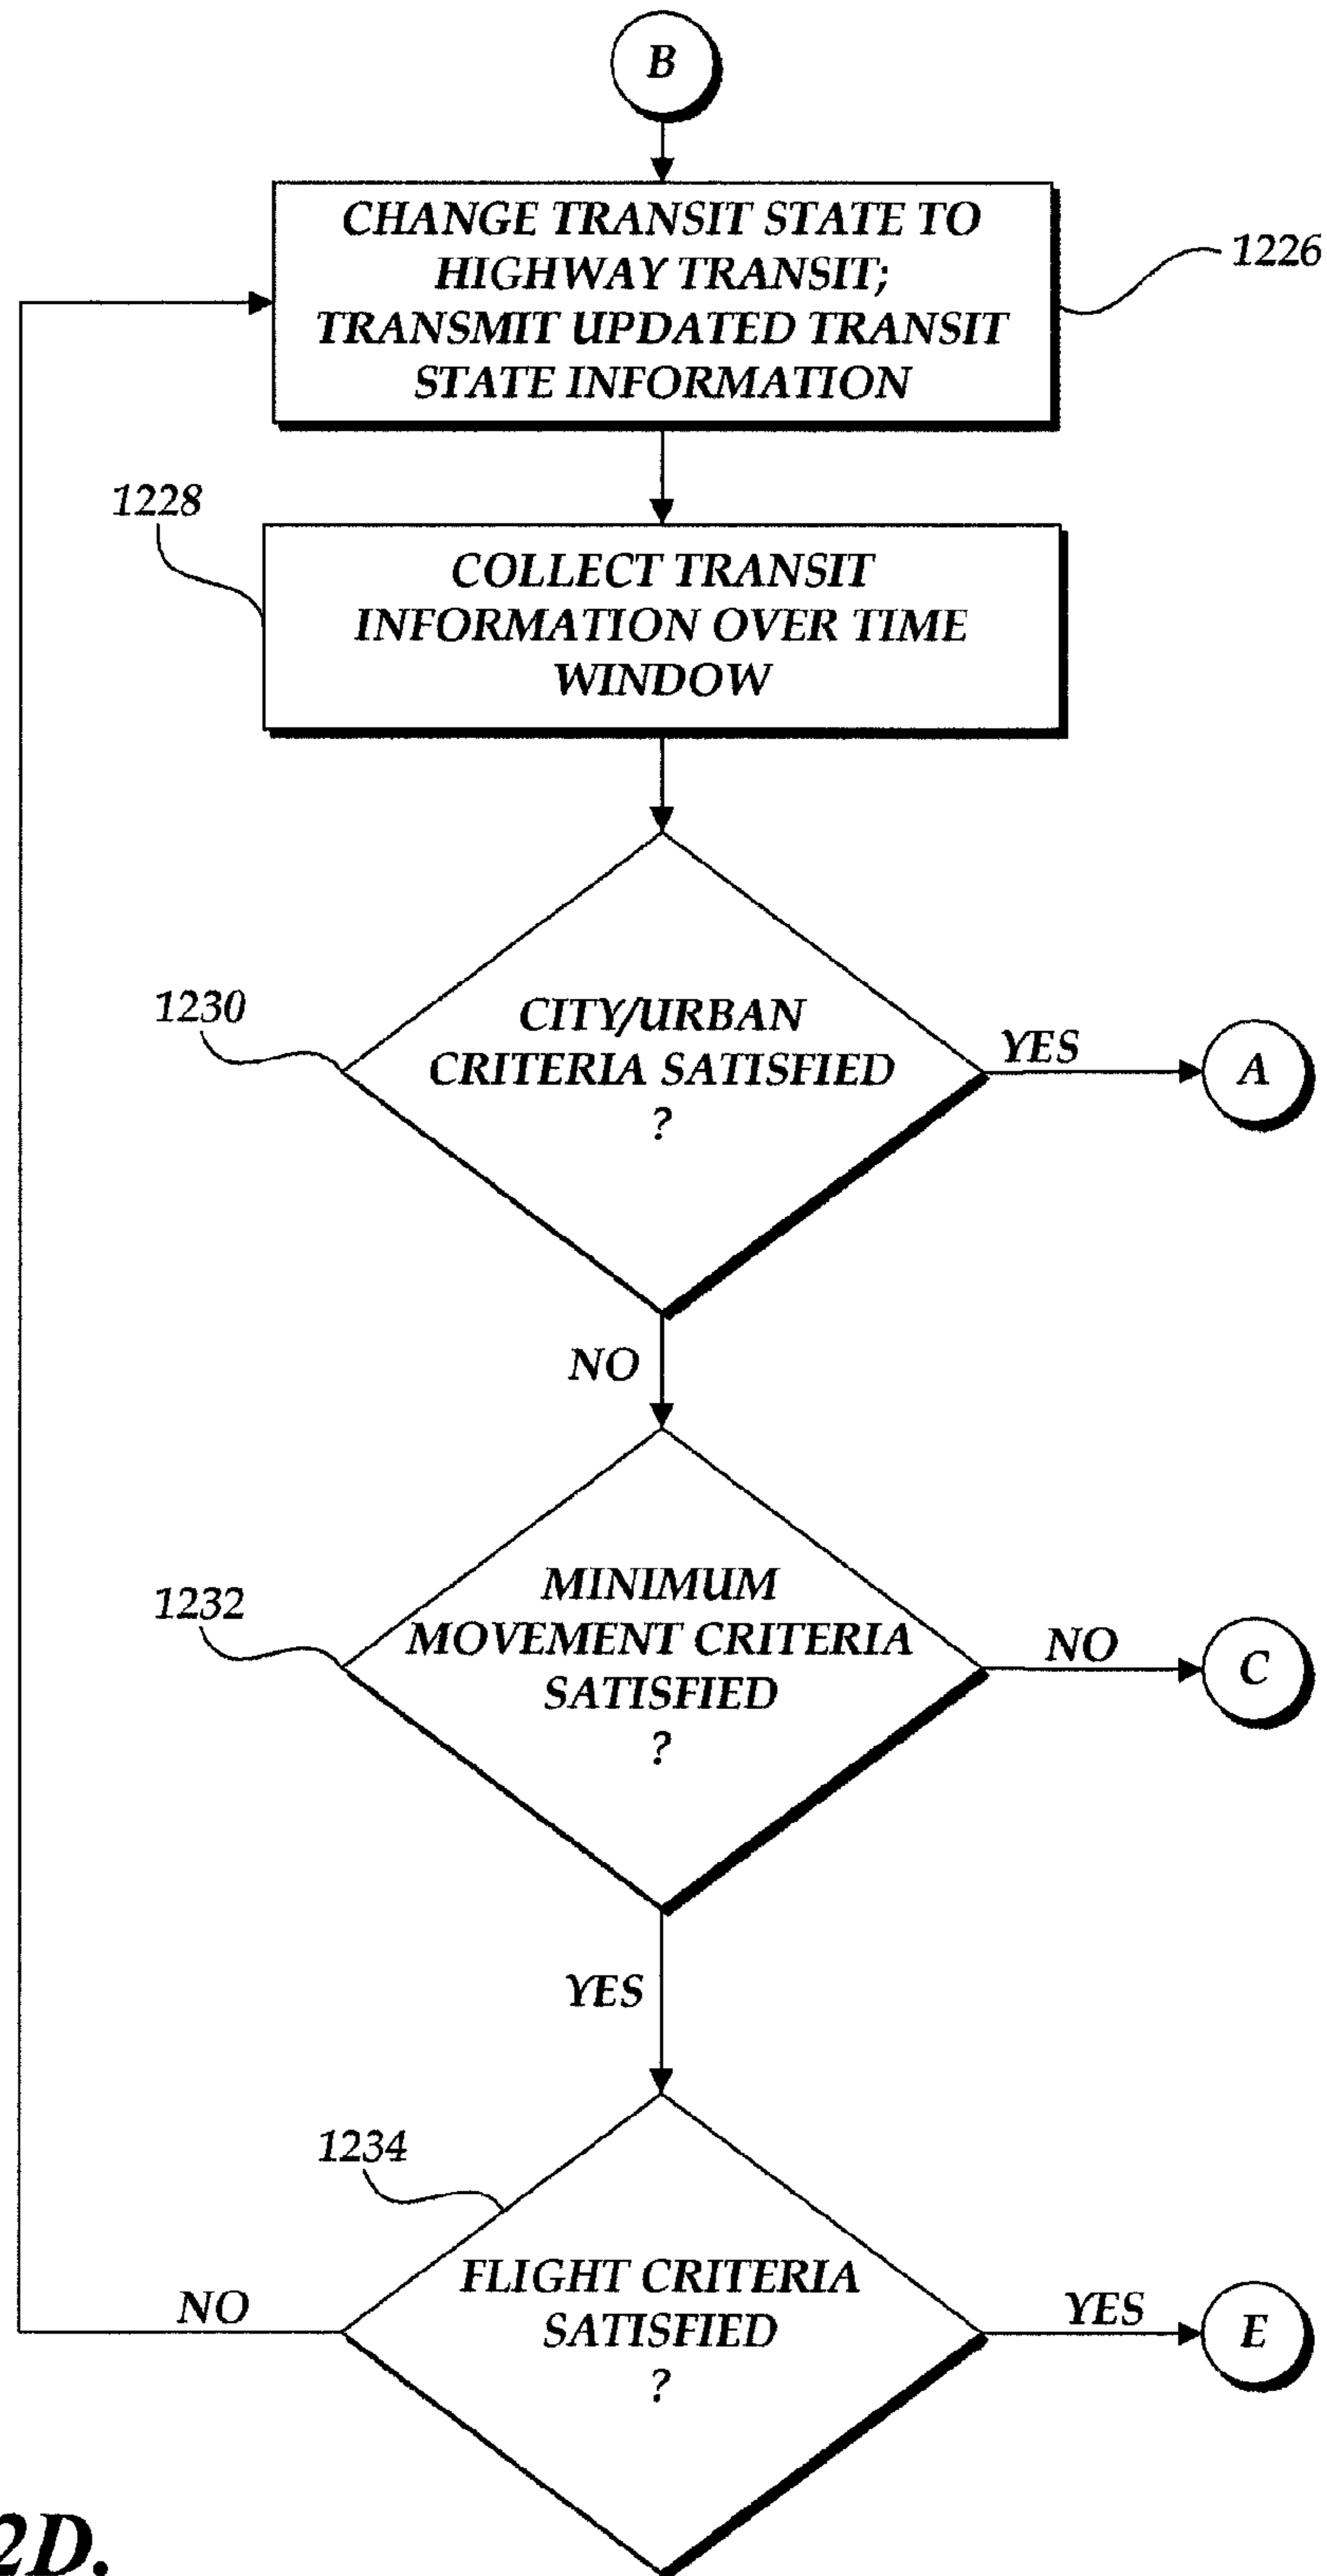 B
CHANGE TRANSIT STATE TO
HIGHWAY TRANSIT;
TRANSMIT UPDATED TRANSIT
STATE INFORMATION
1226
1228
COLLECT TRANSIT
INFORMATION OVER TIME
WINDOW
1230
CITY/URBAN
CRITERIA SATISFIED
?
YES
A
NO
1232
MINIMUM
MOVEMENT CRITERIA
SATISFIED
?
NO
C
YES
1234
FLIGHT CRITERIA
SATISFIED
?
NO
YES
E
2D.